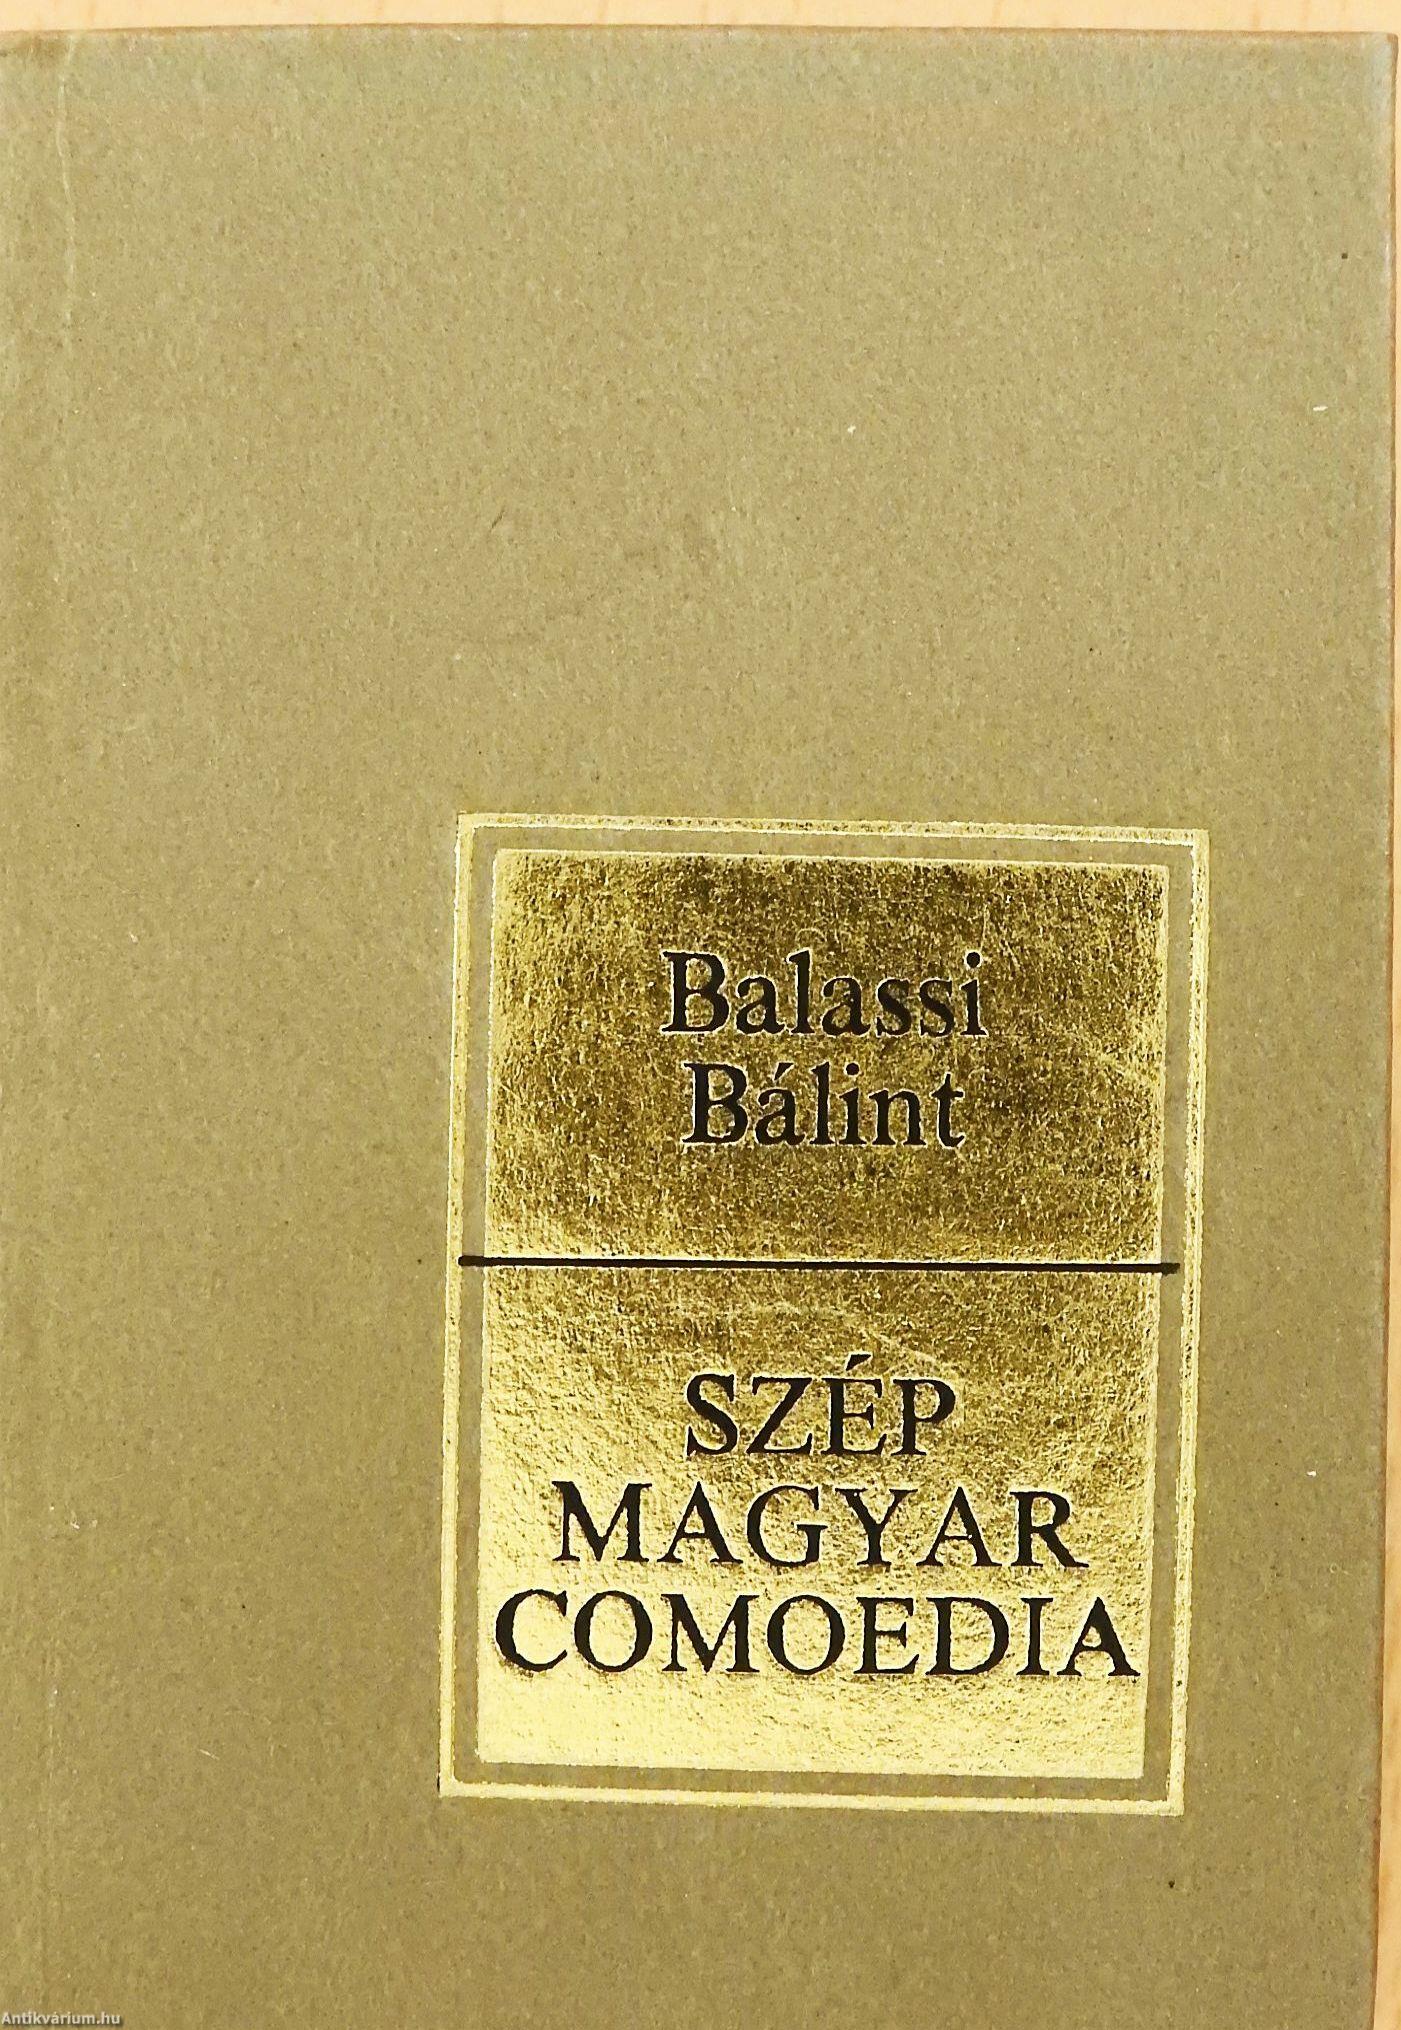 Balassi
Bálint
SZÉP
MAGYAR
COMOEDIA
Antikvárium.hu